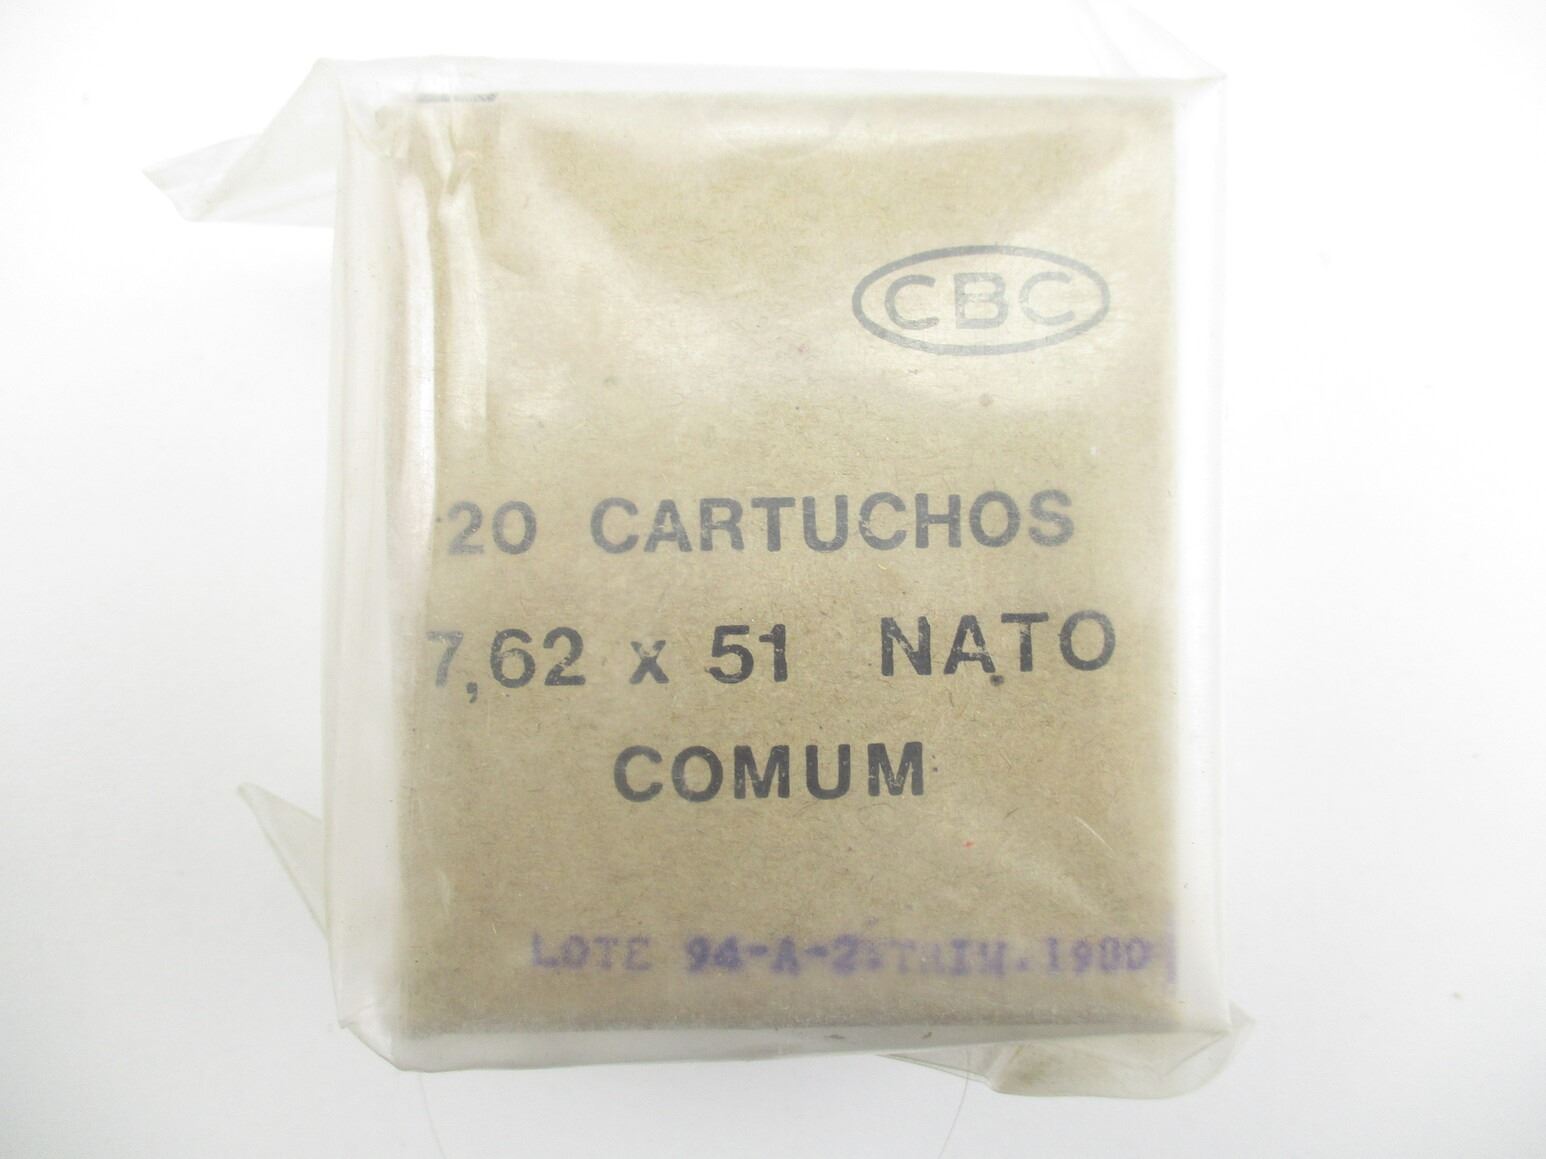 CBC
20 CARTUCHOS
7,62 x 51 NATO
COMUM
LOTE 94-A-2.TRIM.1980